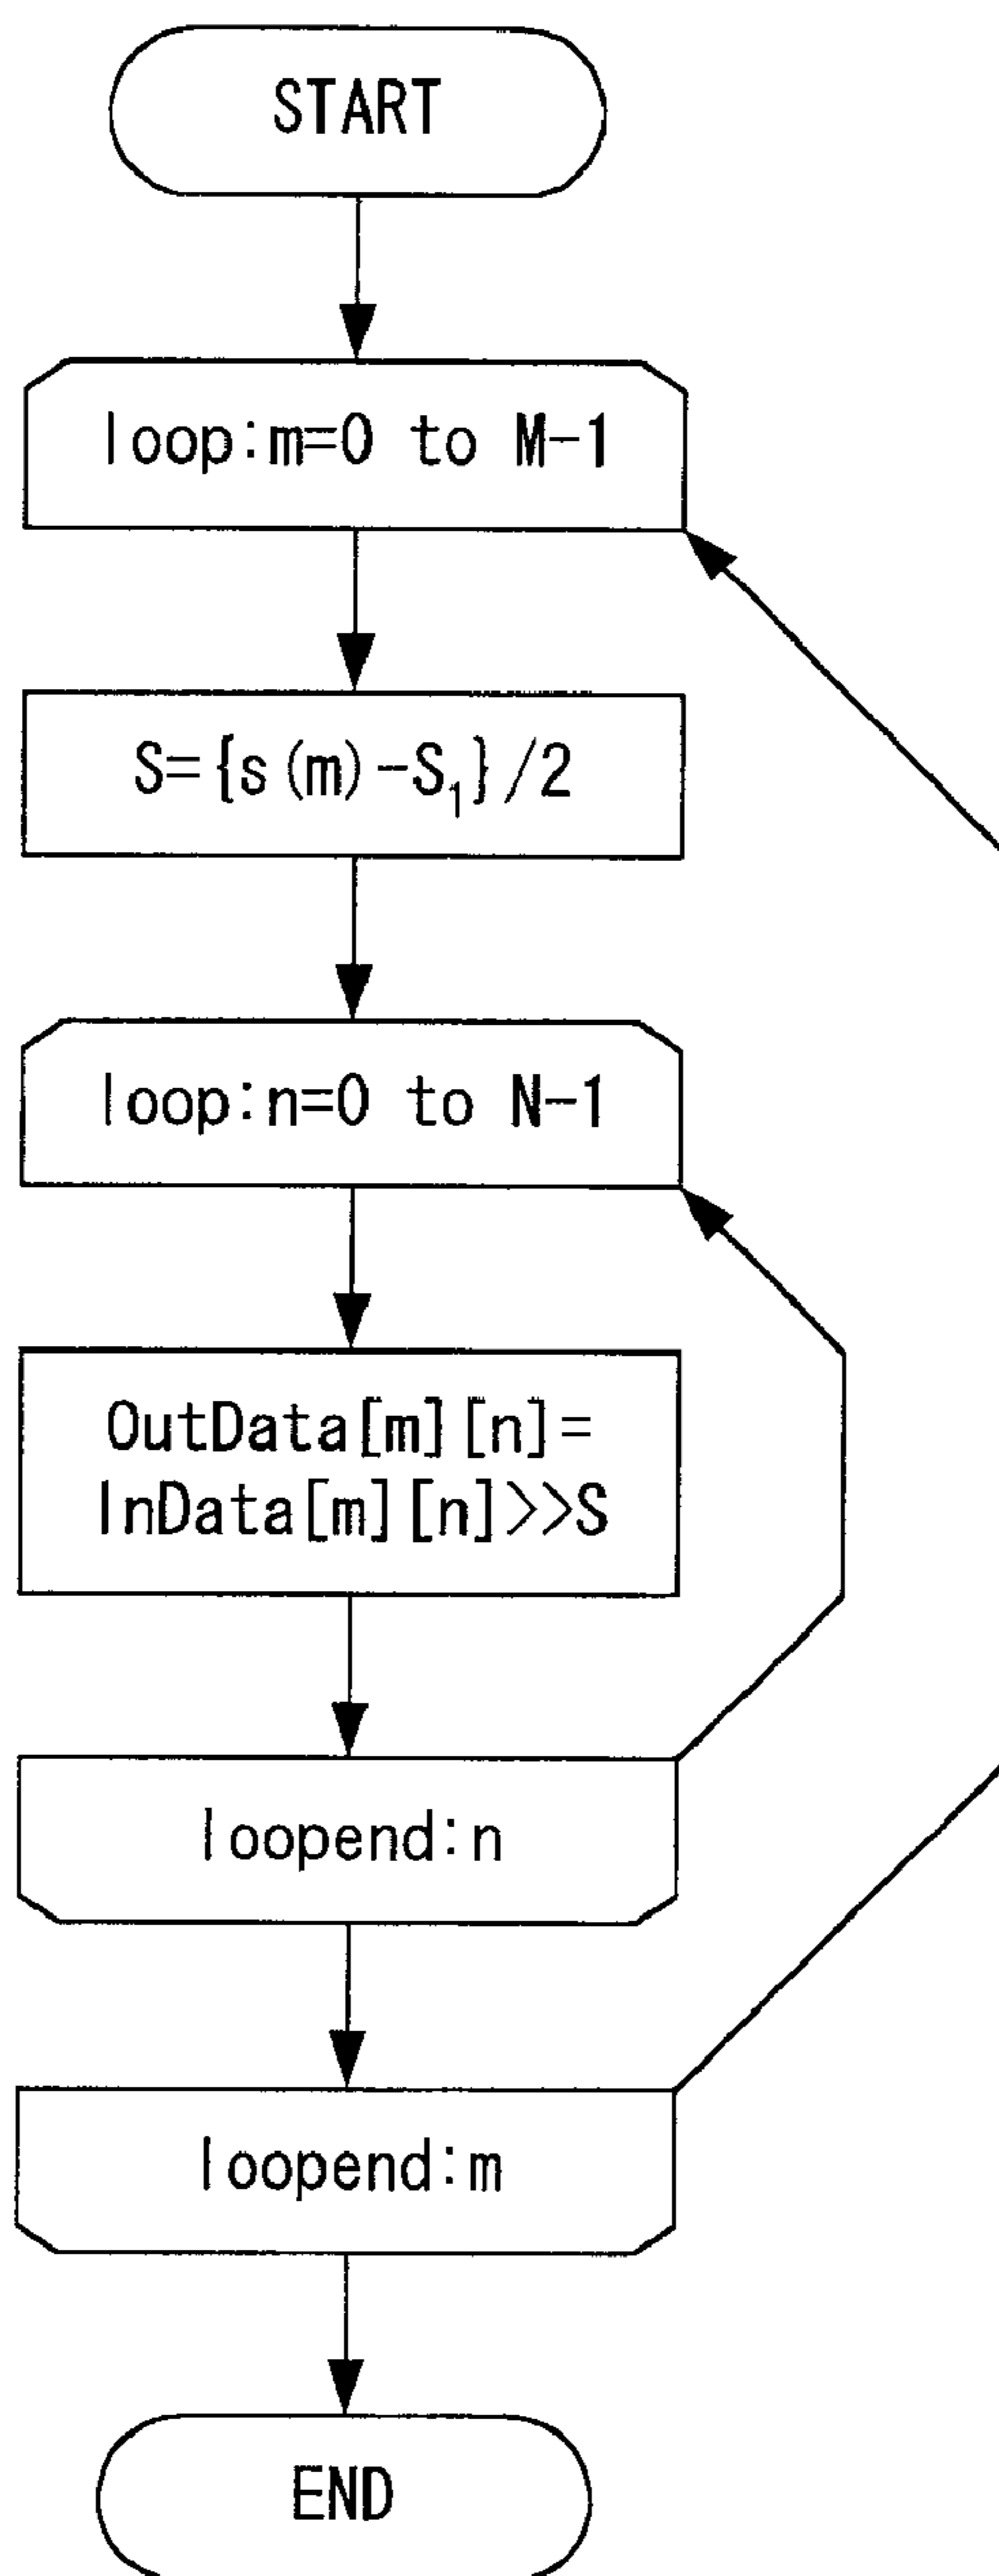 START
loop:m=0 to M-1
S={s(m)-S₁}/2
loop:n=0 to N-1
OutData[m][n]=
InData[m][n]>>S
loopend:n
loopend:m
END